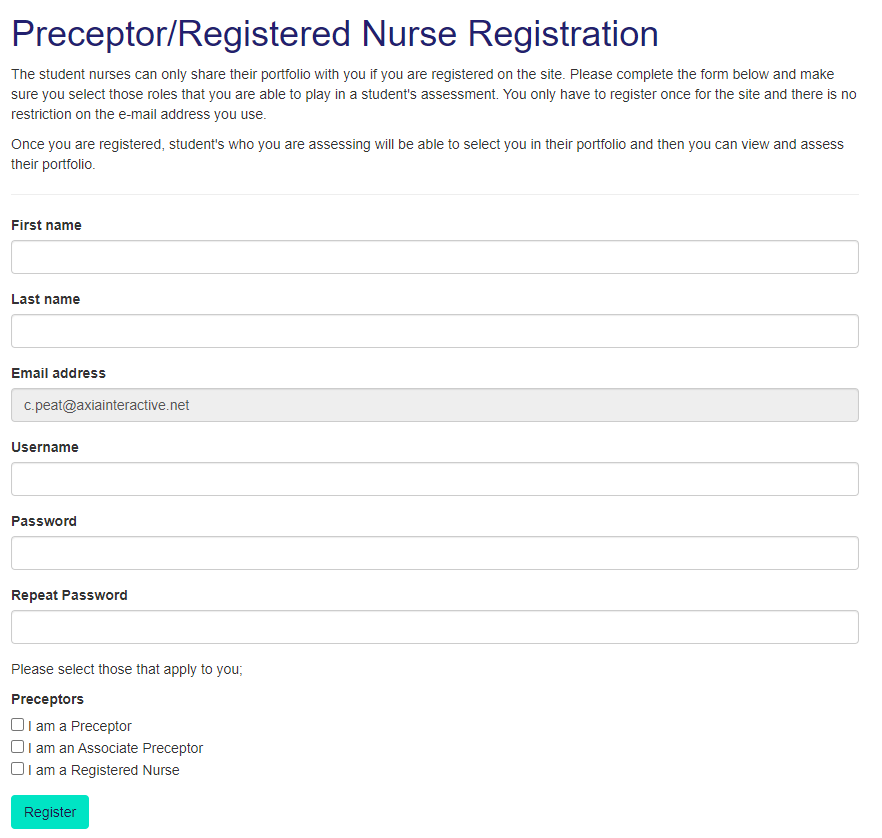 Preceptor/Registered Nurse Registration
The student nurses can only share their portfolio with you if you are registered on the site. Please complete the form below and make
sure you select those roles that you are able to play in a student's assessment. You only have to register once for the site and there is no
restriction on the e-mail address you use.
Once you are registered, student's who you are assessing will be able to select you in their portfolio and then you can view and assess
their portfolio.
First name
Last name
Email address
c.peat@axiainteractive.net
Username
Password
Repeat Password
Please select those that apply to you;
Preceptors
I am a Preceptor
I am an Associate Preceptor
I am a Registered Nurse
Register